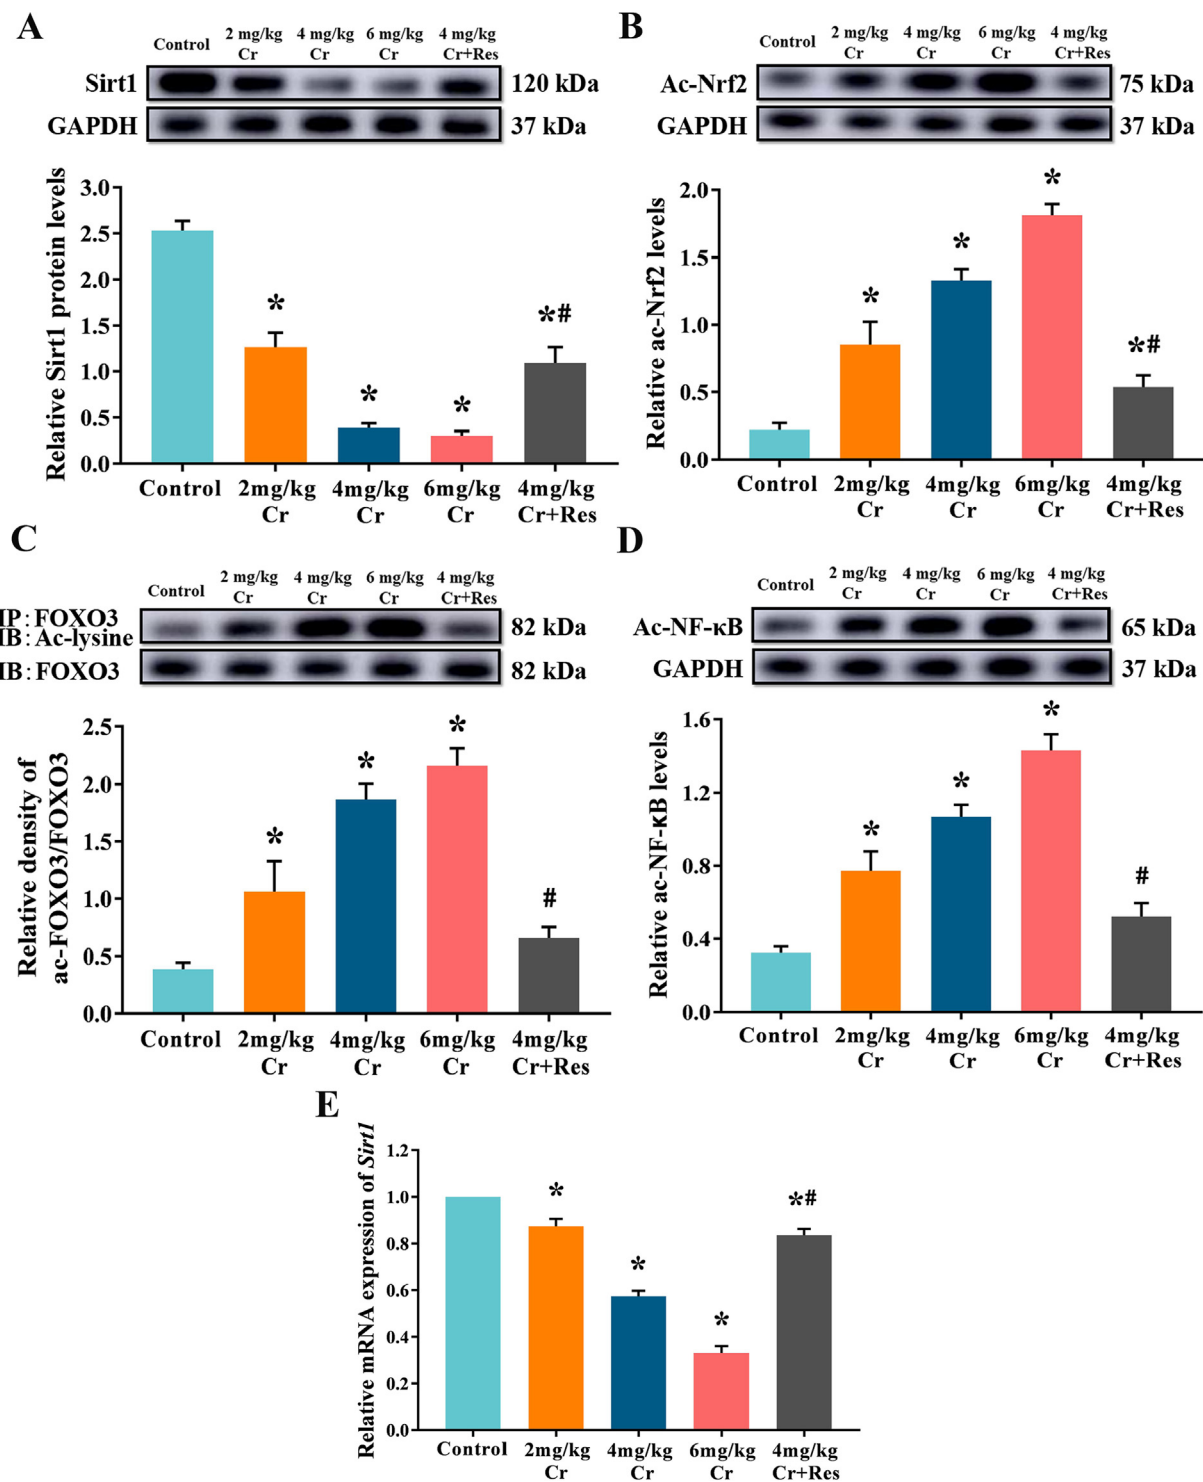 A
Control
2 mg/kg
Cr
4 mg/kg
Cr
6 mg/kg
Cr
4 mg/kg
Cr+Res
Sirt1
120 kDa
GAPDH
37 kDa
Relative Sirt1 protein levels
3.0
2.5
2.0
1.5
1.0
0.5
0.0
*
*
*
*#
Control
2mg/kg
Cr
4mg/kg
Cr
6mg/kg
Cr
4mg/kg
Cr+Res
B
Control
2 mg/kg
Cr
4 mg/kg
Cr
6 mg/kg
Cr
4 mg/kg
Cr+Res
Ac-Nrf2
75 kDa
GAPDH
37 kDa
Relative ac-Nrf2 levels
2.0
1.5
1.0
0.5
0.0
*
*
*
*#
Control
2mg/kg
Cr
4mg/kg
Cr
6mg/kg
Cr
4mg/kg
Cr+Res
C
Control
2 mg/kg
Cr
4 mg/kg
Cr
6 mg/kg
Cr
4 mg/kg
Cr+Res
IP: FOXO3
IB: Ac-lysine
82 kDa
IB: FOXO3
82 kDa
Relative density of
ac-FOXO3/FOXO3
2.5
2.0
1.5
1.0
0.5
0.0
*
*
*
#
Control
2mg/kg
Cr
4mg/kg
Cr
6mg/kg
Cr
4mg/kg
Cr+Res
D
Control
2 mg/kg
Cr
4 mg/kg
Cr
6 mg/kg
Cr
4 mg/kg
Cr+Res
Ac-NF-κB
65 kDa
GAPDH
37 kDa
Relative ac-NF-κB levels
1.6
1.2
0.8
0.4
0.0
*
*
*
#
Control
2mg/kg
Cr
4mg/kg
Cr
6mg/kg
Cr
4mg/kg
Cr+Res
E
Relative mRNA expression of Sirt1
1.2
1.0
0.8
0.6
0.4
0.2
0.0
*
*
*
*#
Control
2mg/kg
Cr
4mg/kg
Cr
6mg/kg
Cr
4mg/kg
Cr+Res